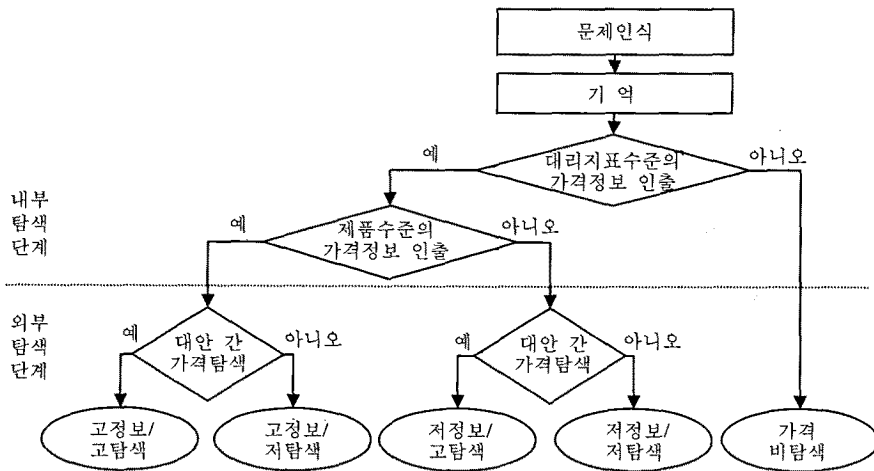 문제인식
기 억
예
대리지표수준의
가격정보 인출
아니오
내부
탐색
단계
예
제품수준의
가격정보 인출
아니오
외부
탐색
단계
예
대안 간
가격탐색
아니오
예
대안 간
가격탐색
아니오
고정보/
고탐색
고정보/
저탐색
저정보/
고탐색
저정보/
저탐색
가격
비탐색